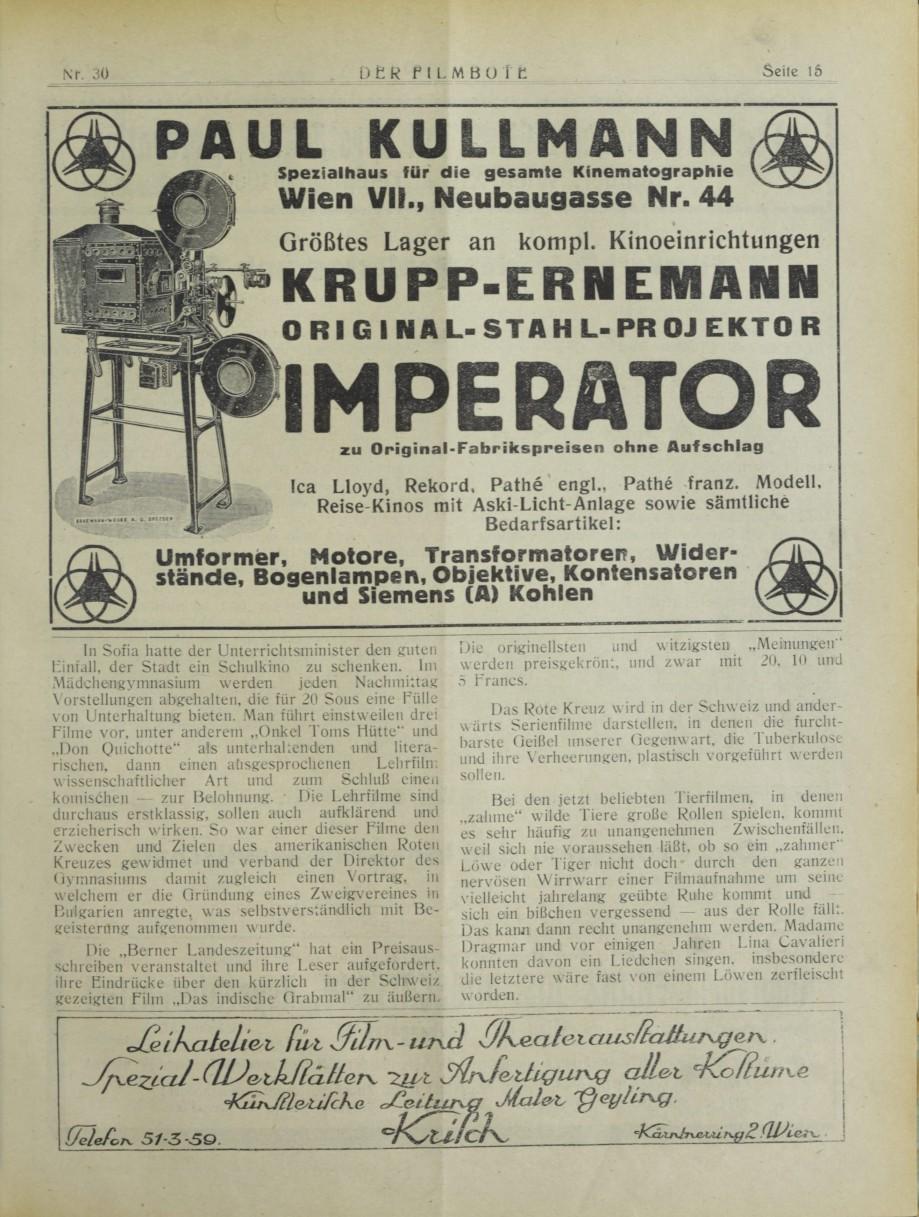 Nr. 30
DER FILMBOTE
Seite 15
PAUL KULLMANN
Spezialhaus für die gesamte Kinematographie
Wien VII., Neubaugasse Nr. 44
Größtes Lager an kompl. Kinoeinrichtungen
KRUPP-ERNEMANN
ORIGINAL-STAHL-PROJEKTOR
IMPERATOR
zu Original-Fabrikspreisen ohne Aufschlag
Ica Lloyd, Rekord, Pathé engl., Pathé franz. Modell,
Reise-Kinos mit Aski-Licht-Anlage sowie sämtliche
Bedarfsartikel:
ERNEMANN-WERKE A. G. DRESDEN
Umformer, Motore, Transformatoren, Wider-
stände, Bogenlampen, Objektive, Kontensatoren
und Siemens (A) Kohlen
In Sofia hatte der Unterrichtsminister den guten
Einfall, der Stadt ein Schulkino zu schenken. Im
Mädchengymnasium werden jeden Nachmittag
Vorstellungen abgehalten, die für 20 Sous eine Fülle
von Unterhaltung bieten. Man führt einstweilen drei
Filme vor, unter anderem „Onkel Toms Hütte“ und
„Don Quichotte“ als unterhaltenden und litera-
rischen, dann einen ausgesprochenen Lehrfilm
wissenschaftlicher Art und zum Schluß einen
komischen — zur Belohnung. Die Lehrfilme sind
durchaus erstklassig, sollen auch aufklärend und
erzieherisch wirken. So war einer dieser Filme den
Zwecken und Zielen des amerikanischen Roten
Kreuzes gewidmet und verband der Direktor des
Gymnasiums damit zugleich einen Vortrag, in
welchem er die Gründung eines Zweigvereines in
Bulgarien anregte, was selbstverständlich mit Be-
geisterung aufgenommen wurde.
Die „Berner Landeszeitung“ hat ein Preisaus-
schreiben veranstaltet und ihre Leser aufgefordert,
ihre Eindrücke über den kürzlich in der Schweiz
gezeigten Film „Das indische Grabmal“ zu äußern.
Die originellsten und witzigsten „Meinungen“
werden preisgekrönt, und zwar mit 20, 10 und
5 Francs.
Das Rote Kreuz wird in der Schweiz und ander-
wärts Serienfilme darstellen, in denen die furcht-
barste Geißel unserer Gegenwart, die Tuberkulose
und ihre Verheerungen, plastisch vorgeführt werden
sollen.
Bei den jetzt beliebten Tierfilmen, in denen
„zahme“ wilde Tiere große Rollen spielen, kommt
es sehr häufig zu unangenehmen Zwischenfällen,
weil sich nie voraussehen läßt, ob so ein „zahmer“
Löwe oder Tiger nicht doch durch den ganzen
nervösen Wirrwarr einer Filmaufnahme um seine
vielleicht jahrelang geübte Ruhe kommt und —
sich ein bißchen vergessend — aus der Rolle fällt.
Das kann dann recht unangenehm werden. Madame
Dragmar und vor einigen Jahren Lina Cavalieri
konnten davon ein Liedchen singen, insbesondere
die letztere wäre fast von einem Löwen zerfleischt
worden.
Leihatelier für Film- und Theaterausstattungen.
Spezial-Werkstätten zur Anfertigung aller Kostüme
Künstlerische Leitung Maler Geyling.
Telefon 51-3-59.
Krisch
Kärntnerring 2. Wien.